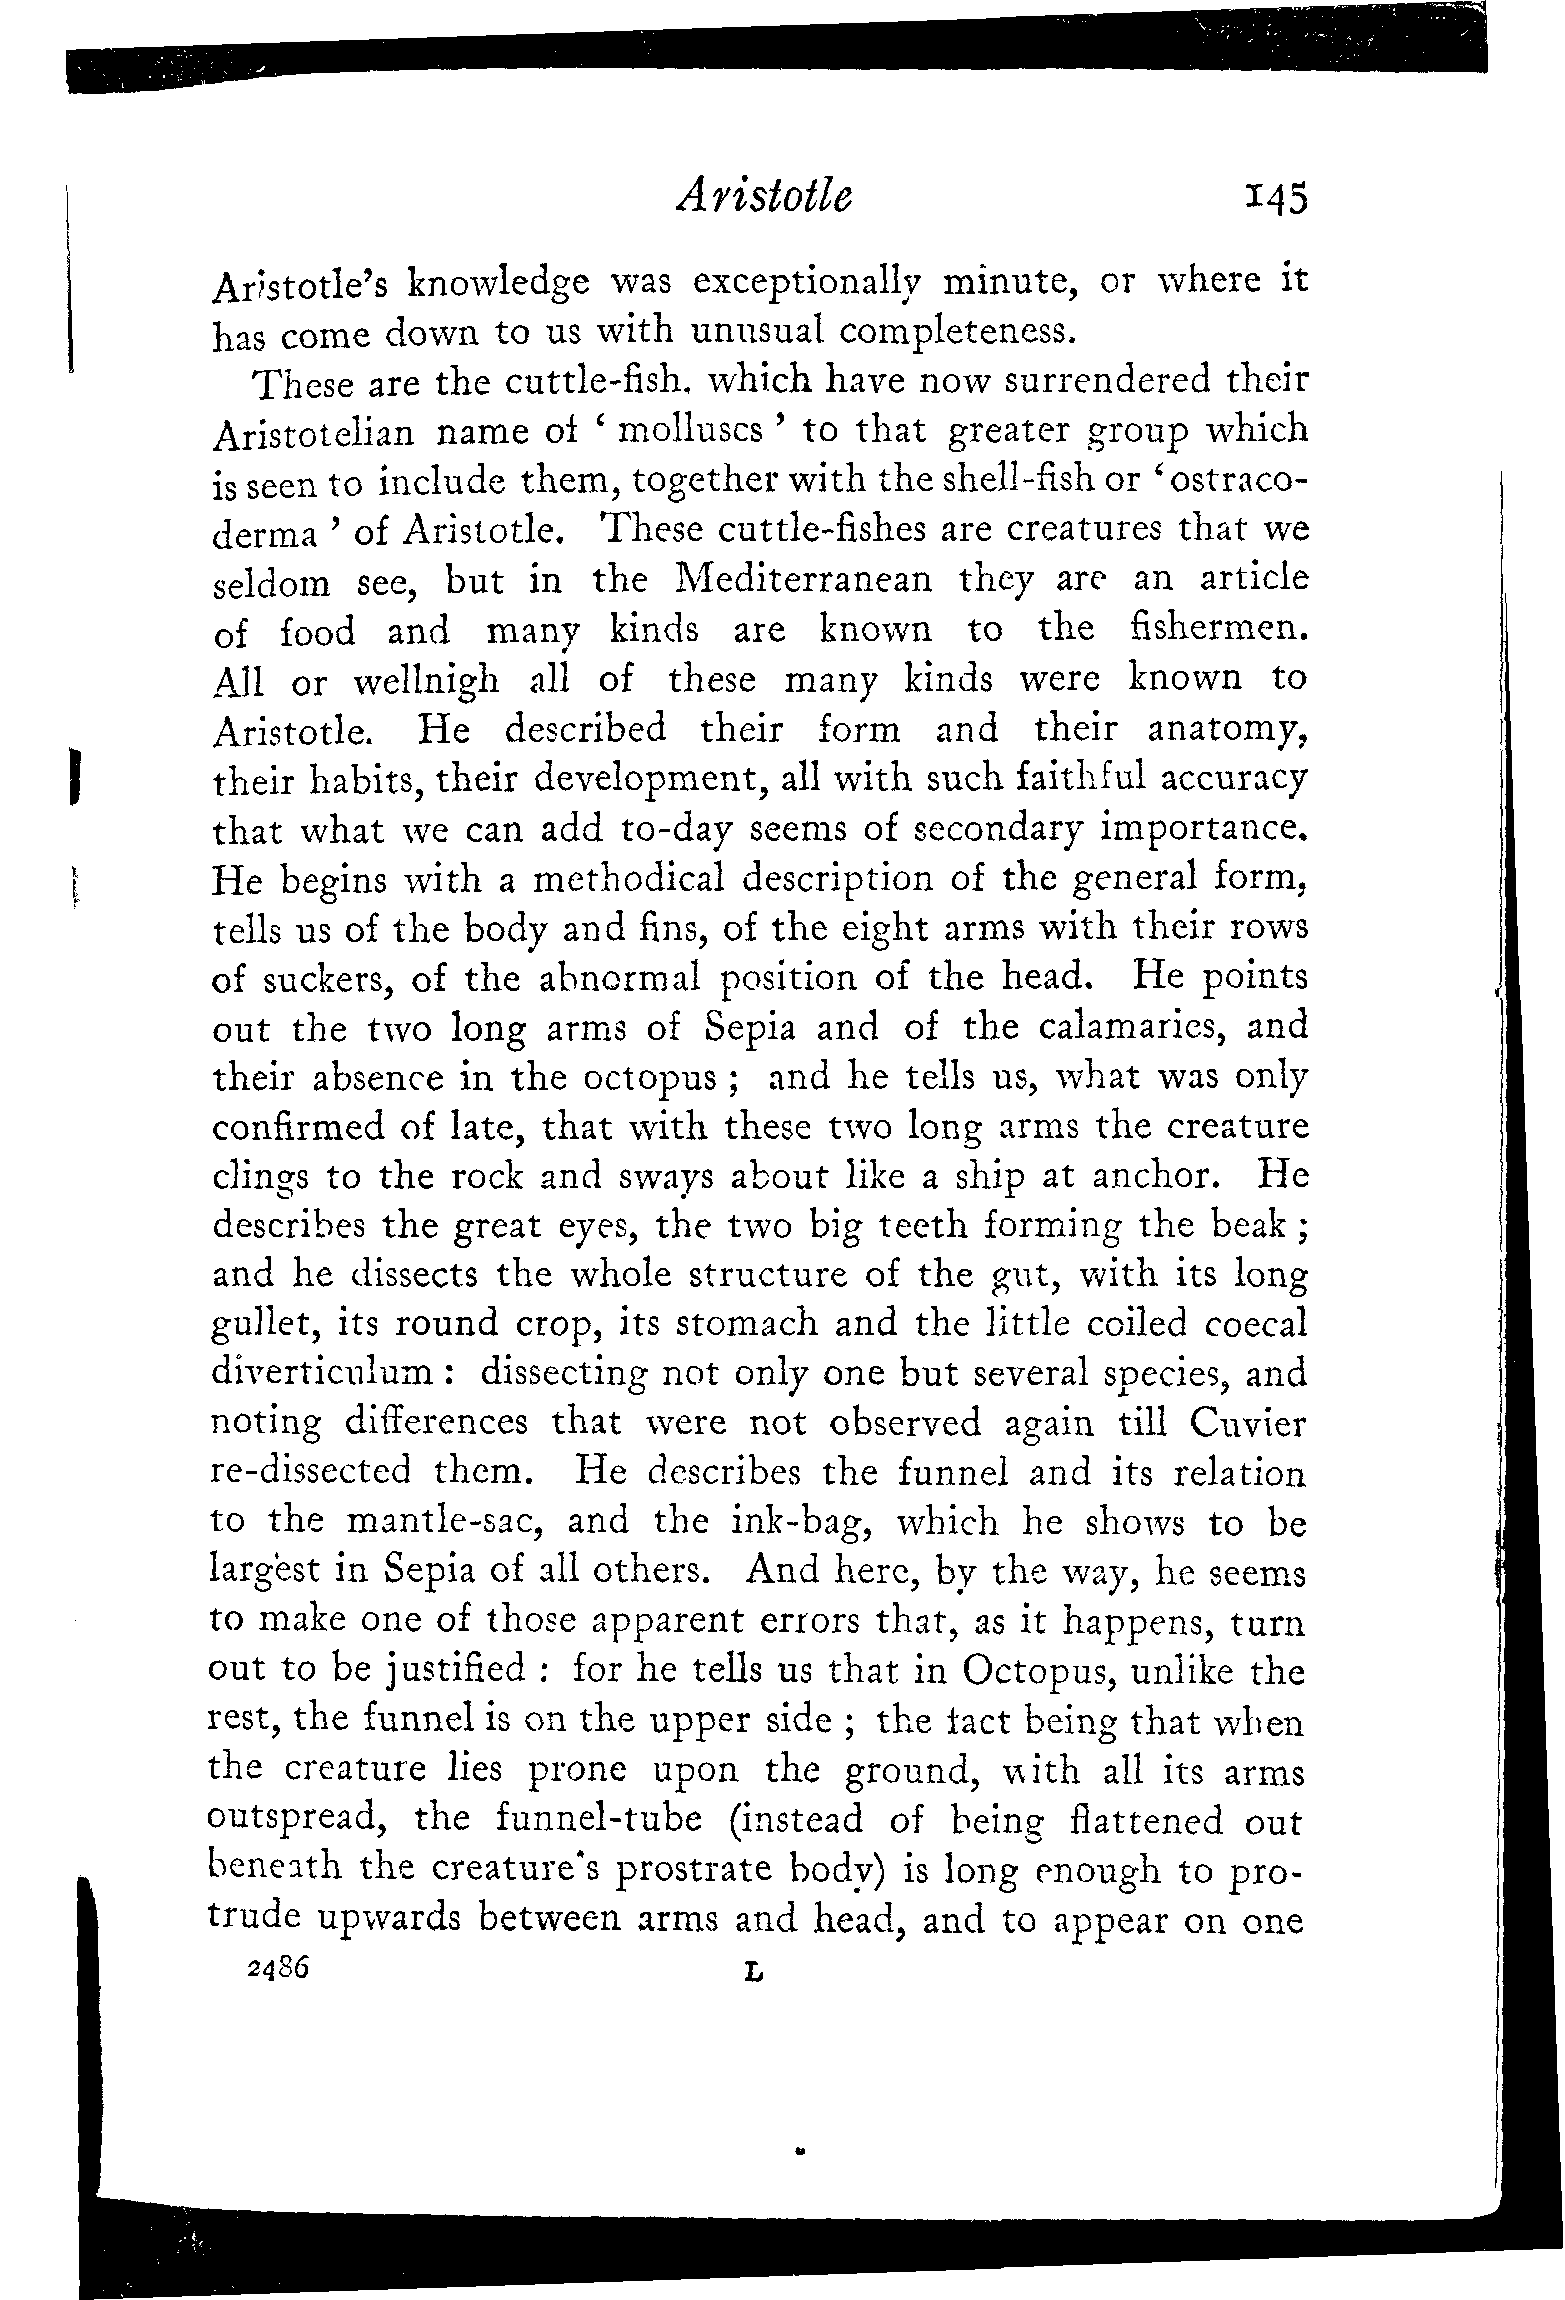 Aristotle 145
Aristotle's knowledge was exceptionally minute, or where it
has come down to us with unusual completeness.
These are the cuttle-fish, which have now surrendered their
Aristotelian name of ‘ molluscs ’ to that greater group which
is seen to include them, together with the shell-fish or ‘ostraco-
derma ’ of Aristotle. These cuttle-fishes are creatures that we
seldom see, but in the Mediterranean they are an article
of food and many kinds are known to the fishermen.
All or wellnigh all of these many kinds were known to
Aristotle. He described their form and their anatomy,
their habits, their development, all with such faithful accuracy
that what we can add to-day seems of secondary importance.
He begins with a methodical description of the general form,
tells us of the body and fins, of the eight arms with their rows
of suckers, of the abnormal position of the head. He points
out the two long arms of Sepia and of the calamaries, and
their absence in the octopus ; and he tells us, what was only
confirmed of late, that with these two long arms the creature
clings to the rock and sways about like a ship at anchor. He
describes the great eyes, the two big teeth forming the beak ;
and he dissects the whole structure of the gut, with its long
gullet, its round crop, its stomach and the little coiled coecal
diverticulum : dissecting not only one but several species, and
noting differences that were not observed again till Cuvier
re-dissected them. He describes the funnel and its relation
to the mantle-sac, and the ink-bag, which he shows to be
largest in Sepia of all others. And here, by the way, he seems
to make one of those apparent errors that, as it happens, turn
out to be justified : for he tells us that in Octopus, unlike the
rest, the funnel is on the upper side ; the fact being that when
the creature lies prone upon the ground, with all its arms
outspread, the funnel-tube (instead of being flattened out
beneath the creature's prostrate body) is long enough to pro-
trude upwards between arms and head, and to appear on one
2486 L